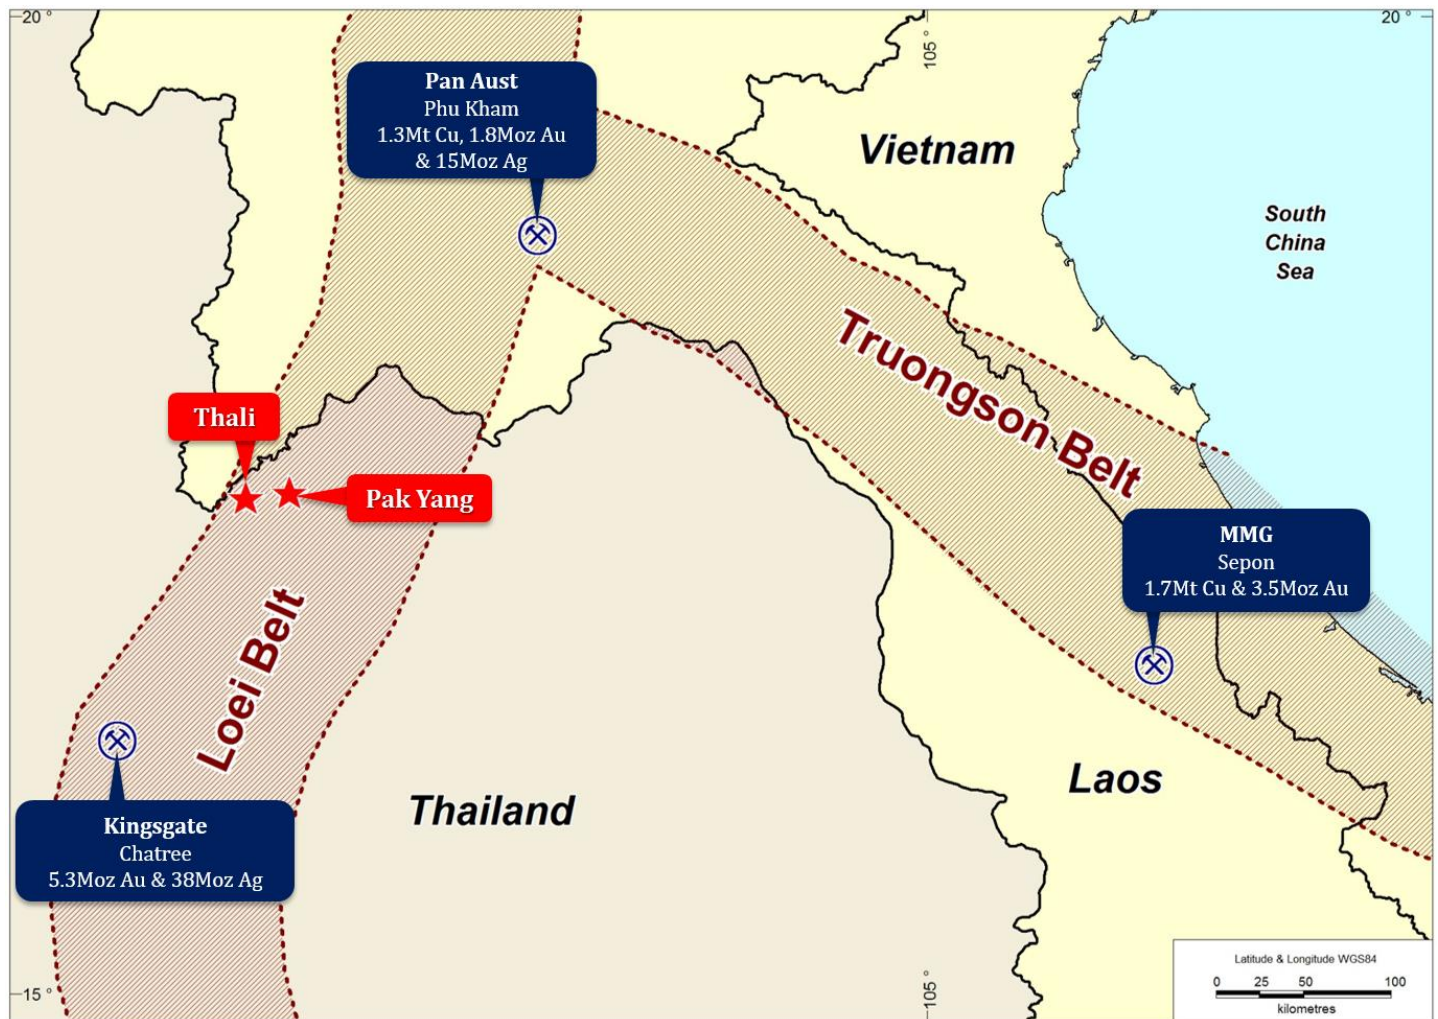 20 °
105 °
20 °
Pan Aust
Phu Kham
1.3Mt Cu, 1.8Moz Au
& 15Moz Ag
Vietnam
South
China
Sea
Truongson Belt
Thali
Pak Yang
MMG
Sepon
1.7Mt Cu & 3.5Moz Au
Loei Belt
Kingsgate
Chatree
5.3Moz Au & 38Moz Ag
Thailand
Laos
15 °
105 °
Latitude & Longitude WGS84
0 25 50 100
kilometres